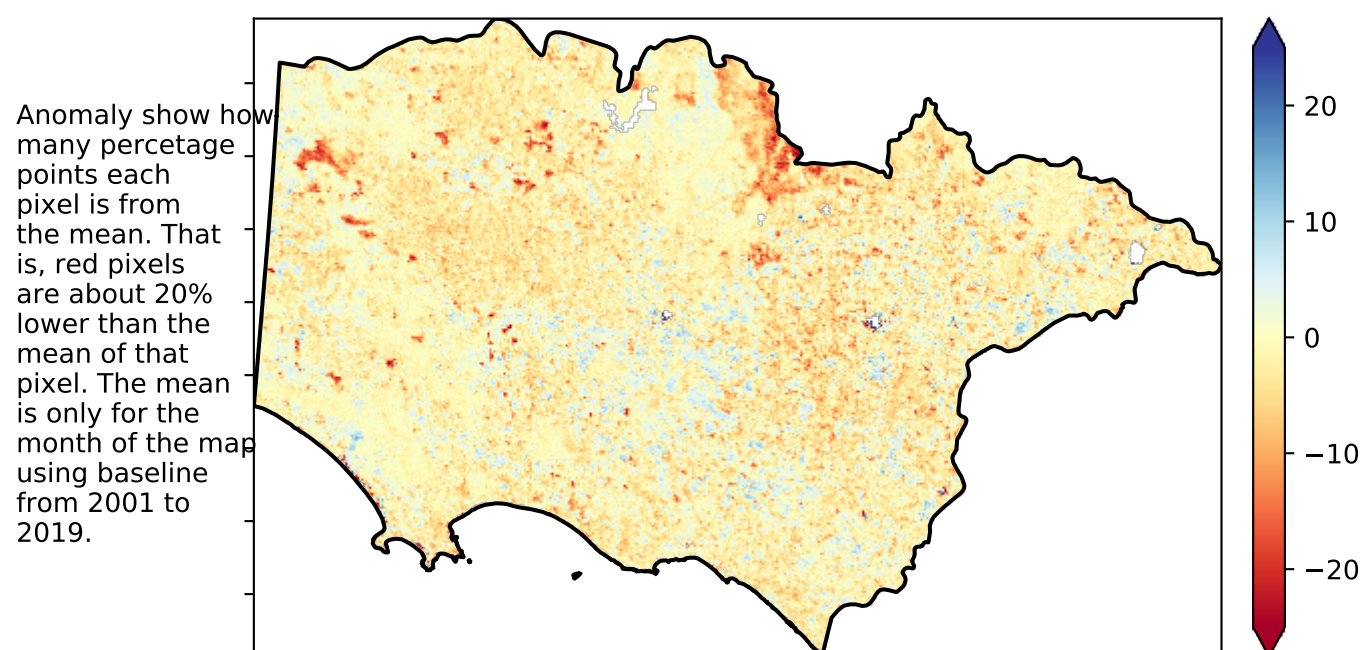 Anomaly show how
many percetage
points each
pixel is from
the mean. That
is, red pixels
are about 20%
lower than the
mean of that
pixel. The mean
is only for the
month of the map
using baseline
from 2001 to
2019.
20
10
0
−10
−20